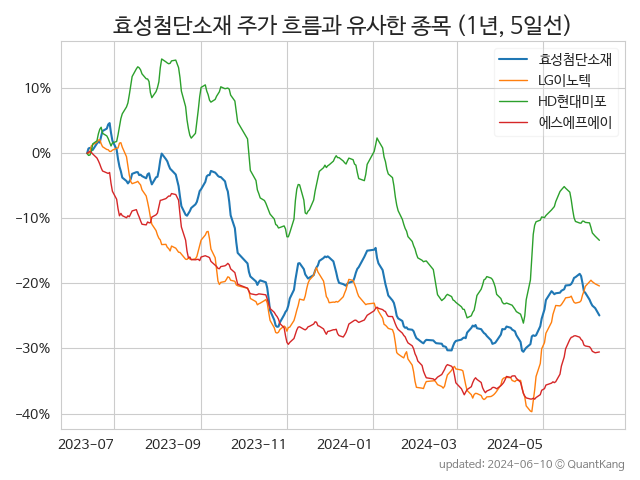 효성첨단소재 주가 흐름과 유사한 종목 (1년, 5일선)
효성첨단소재
LG이노텍
HD현대미포
에스에프에이
10%
0%
−10%
−20%
−30%
−40%
2023-07
2023-09
2023-11
2024-01
2024-03
2024-05
updated: 2024-06-10 © QuantKang